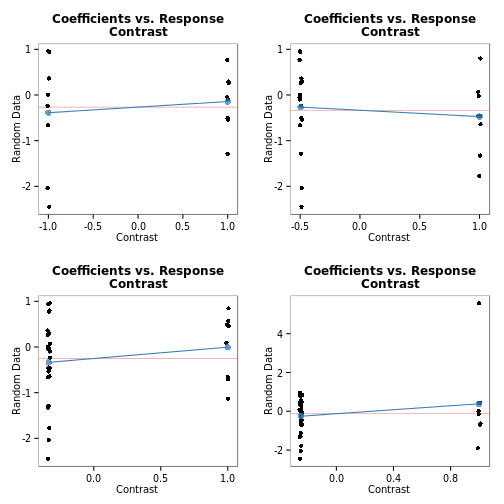 Coefficients vs. Response
Contrast
1
0
-1
-2
Random Data
-1.0 -0.5 0.0 0.5 1.0
Contrast
Coefficients vs. Response
Contrast
1
0
-1
-2
Random Data
-0.5 0.0 0.5 1.0
Contrast
Coefficients vs. Response
Contrast
1
0
-1
-2
Random Data
0.0 0.5 1.0
Contrast
Coefficients vs. Response
Contrast
4
2
0
-2
Random Data
0.0 0.4 0.8
Contrast